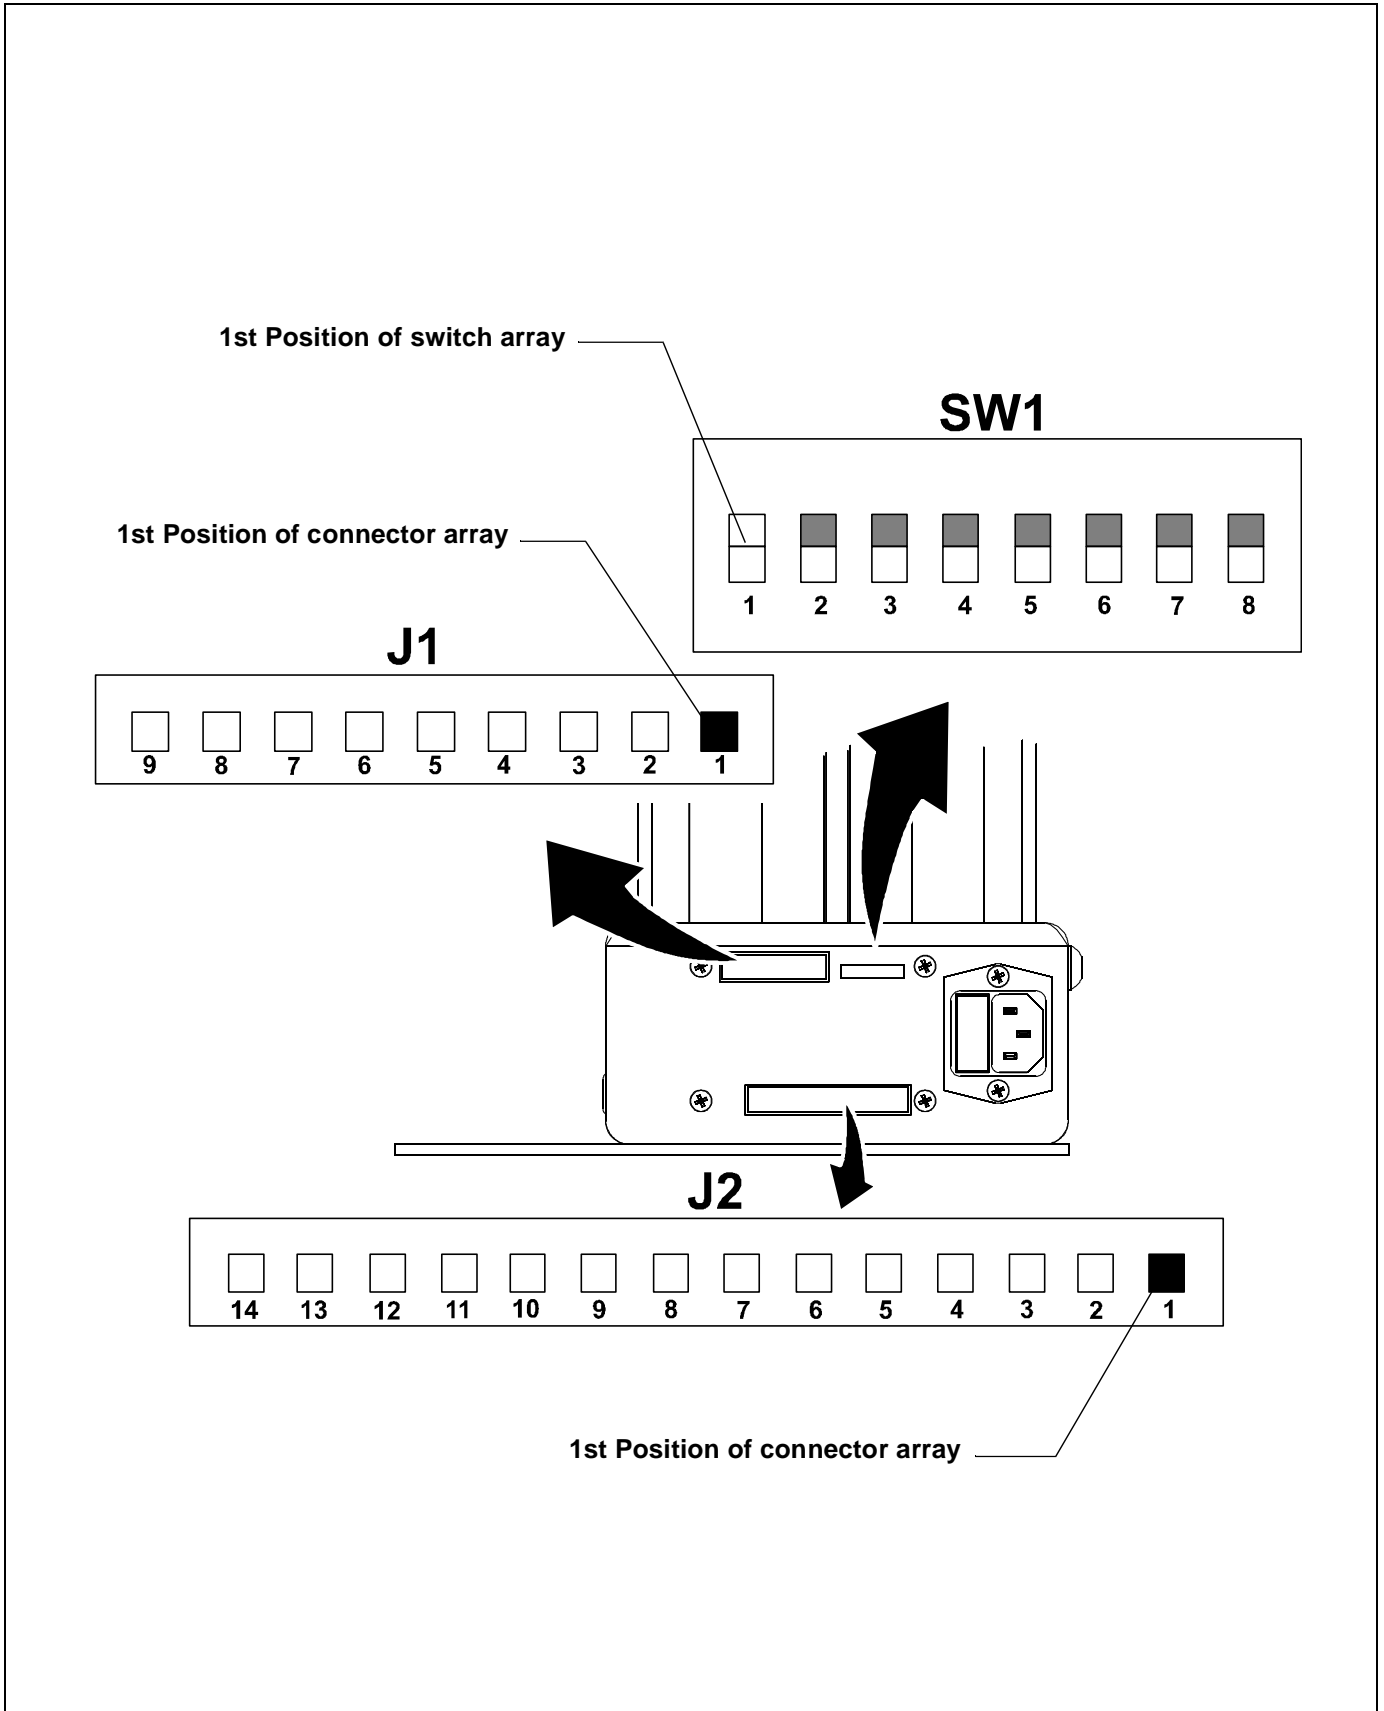 1st Position of switch array
SW1
1st Position of connector array
1 2 3 4 5 6 7 8
J1
9 8 7 6 5 4 3 2 1
J2
14 13 12 11 10 9 8 7 6 5 4 3 2 1
1st Position of connector array